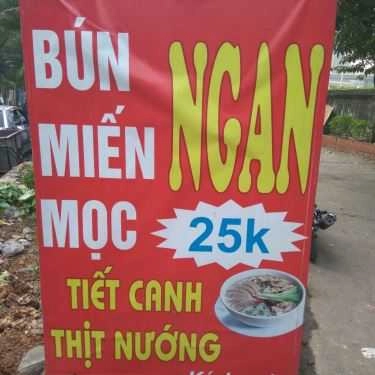 BÚN
MIẾN
MỌC
NGAN
25k
TIẾT CANH
THỊT NƯỚNG